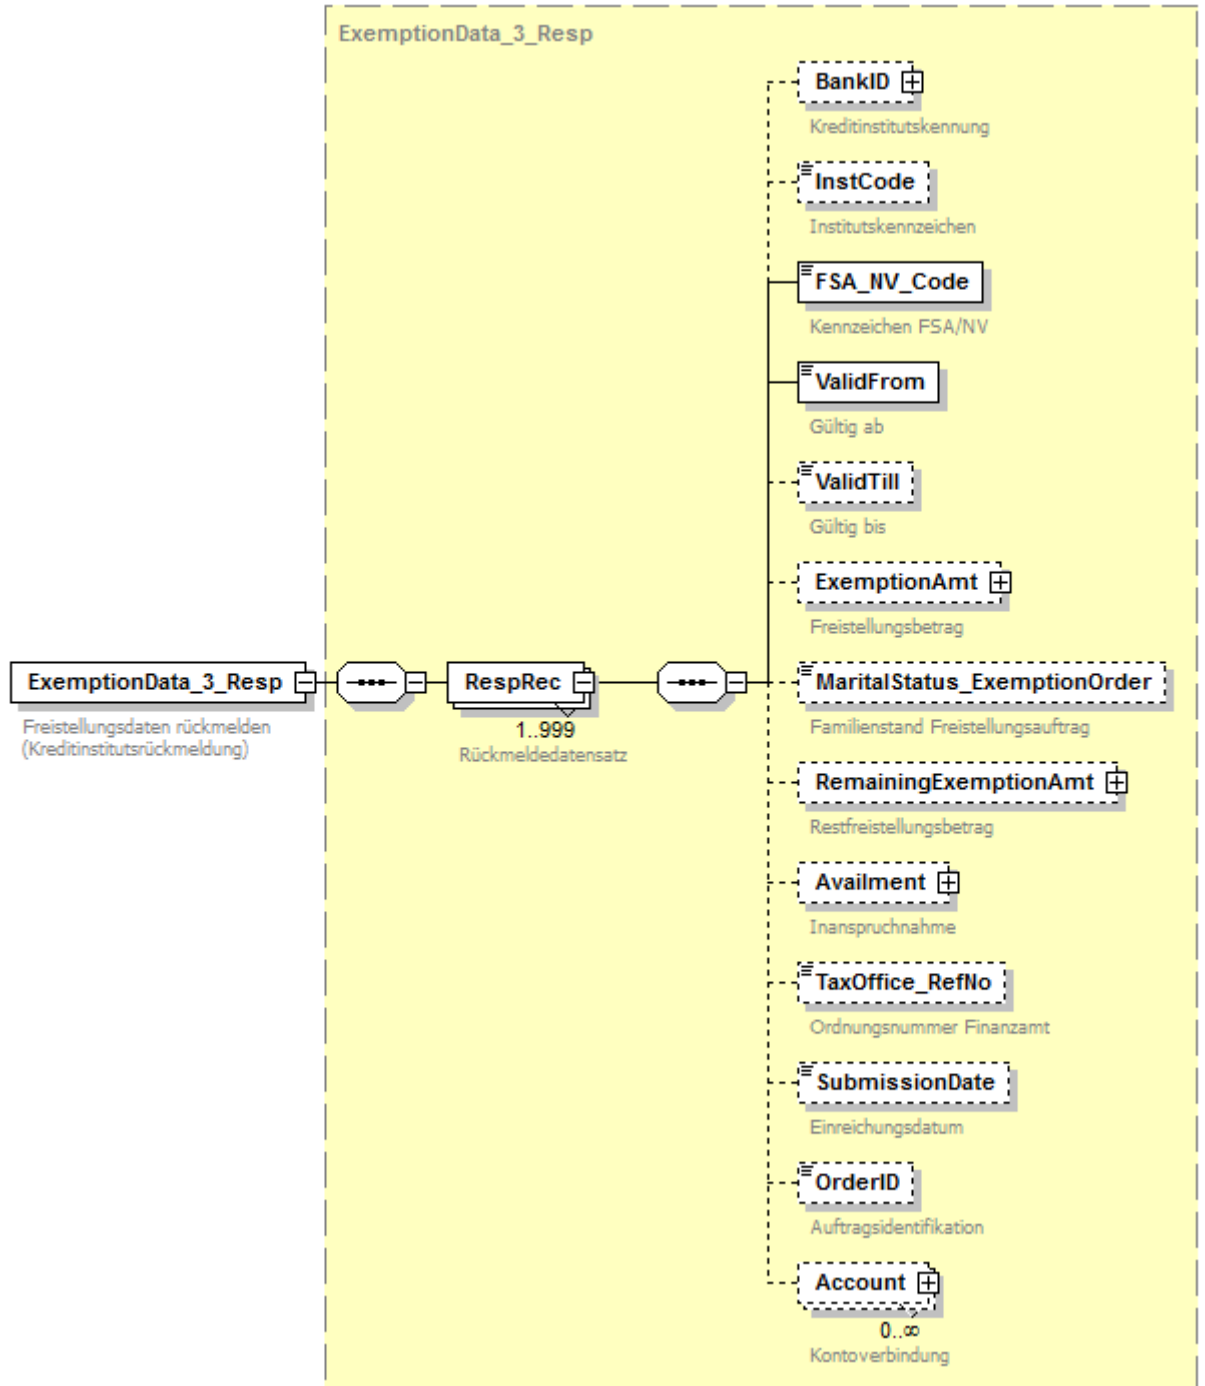 ExemptionData_3_Resp
BankID
Kreditinstitutskennung
InstCode
Institutskennzeichen
FSA_NV_Code
Kennzeichen FSA/NV
ValidFrom
Gültig ab
ValidTill
Gültig bis
ExemptionAmt
Freistellungsbetrag
ExemptionData_3_Resp
Freistellungsdaten rückmelden
(Kreditinstitutsrückmeldung)
RespRec
1..999
Rückmeldedatensatz
MaritalStatus_ExemptionOrder
Familienstand Freistellungsauftrag
RemainingExemptionAmt
Restfreistellungsbetrag
Availment
Inanspruchnahme
TaxOffice_RefNo
Ordnungsnummer Finanzamt
SubmissionDate
Einreichungsdatum
OrderID
Auftragsidentifikation
Account
0..∞
Kontoverbindung